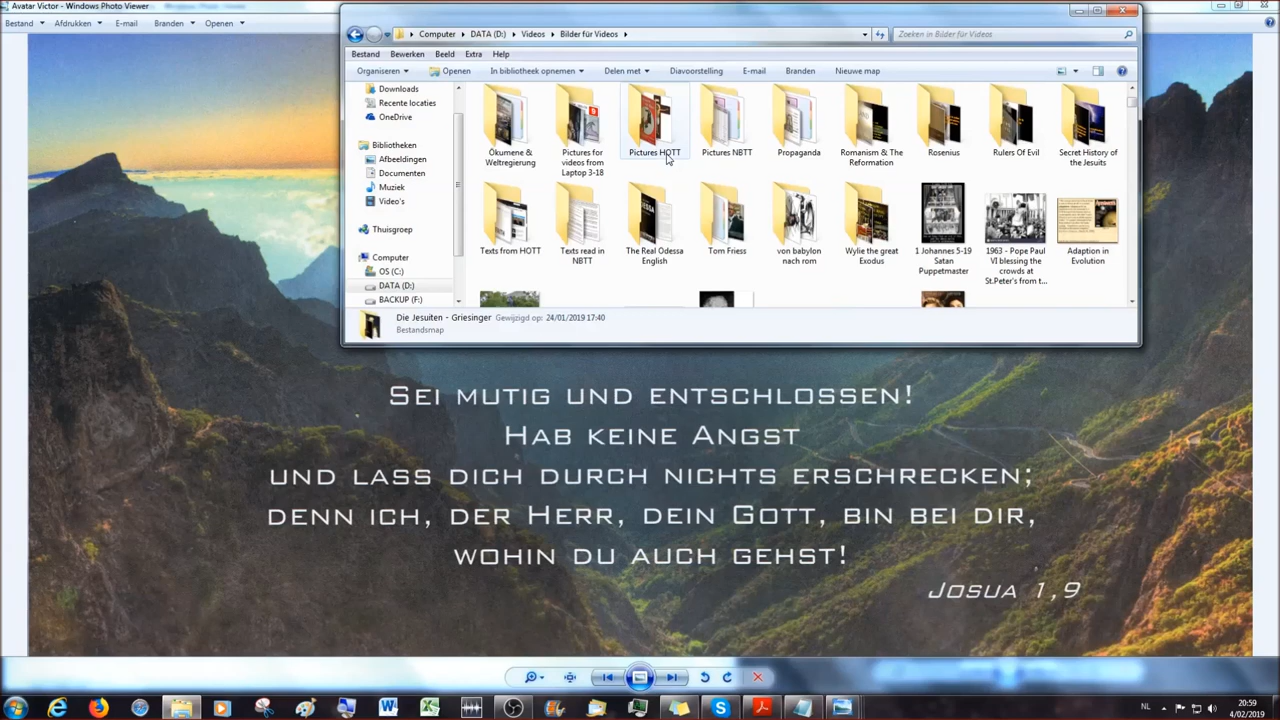 Avatar Victor - Windows Photo Viewer
Bestand Afdrukken E-mail Branden Openen
Computer DATA (D:) Videos Bilder für Videos
Zoeken in Bilder für Videos
Bestand Bewerken Beeld Extra Help
Organiseren Openen In bibliotheek opnemen Delen met Diavoorstelling E-mail Branden Nieuwe map
Downloads
Recente locaties
OneDrive
Bibliotheken
Afbeeldingen
Documenten
Muziek
Video's
Thuisgroep
Computer
OS (C:)
DATA (D:)
BACKUP (F:)
Ökumene &
Weltregierung
Pictures for
videos from
Laptop 3-18
Pictures HOTT
Pictures NBTT
Propaganda
Romanism & The
Reformation
Rosenius
Rulers Of Evil
Secret History of
the Jesuits
Texts from HOTT
Texts read in
NBTT
The Real Odessa
English
Tom Friess
von babylon
nach rom
Wylie the great
Exodus
1 Johannes 5-19
Satan
Puppetmaster
1963 - Pope Paul
VI blessing the
crowds at
St.Peter's from t...
Adaption in
Evolution
Die Jesuiten - Griesinger Gewijzigd op: 24/01/2019 17:40
Bestandsmap
Sei mutig und entschlossen!
Hab keine Angst
und lass dich durch nichts erschrecken;
denn ich, der Herr, dein Gott, bin bei dir,
wohin du auch gehst!
Josua 1,9
NL
20:59
4/02/2019